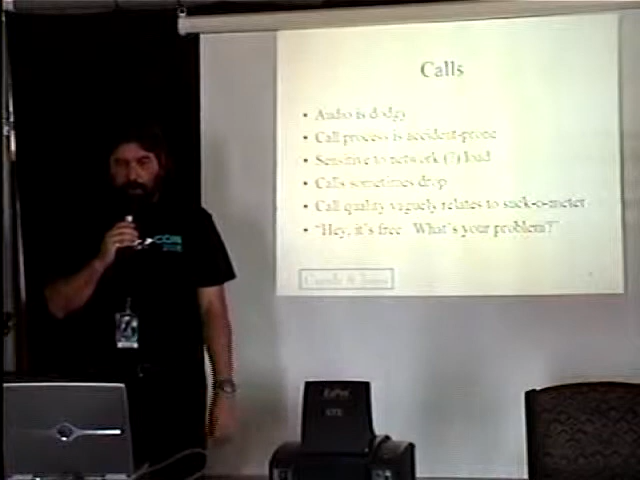 Calls
• Audio is dodgy
• Call process is accident-prone
• Sensitive to network (?) load
• Calls sometimes drop
• Call quality vaguely relates to suck-o-meter
• "Hey, it's free. What's your problem?"
CON